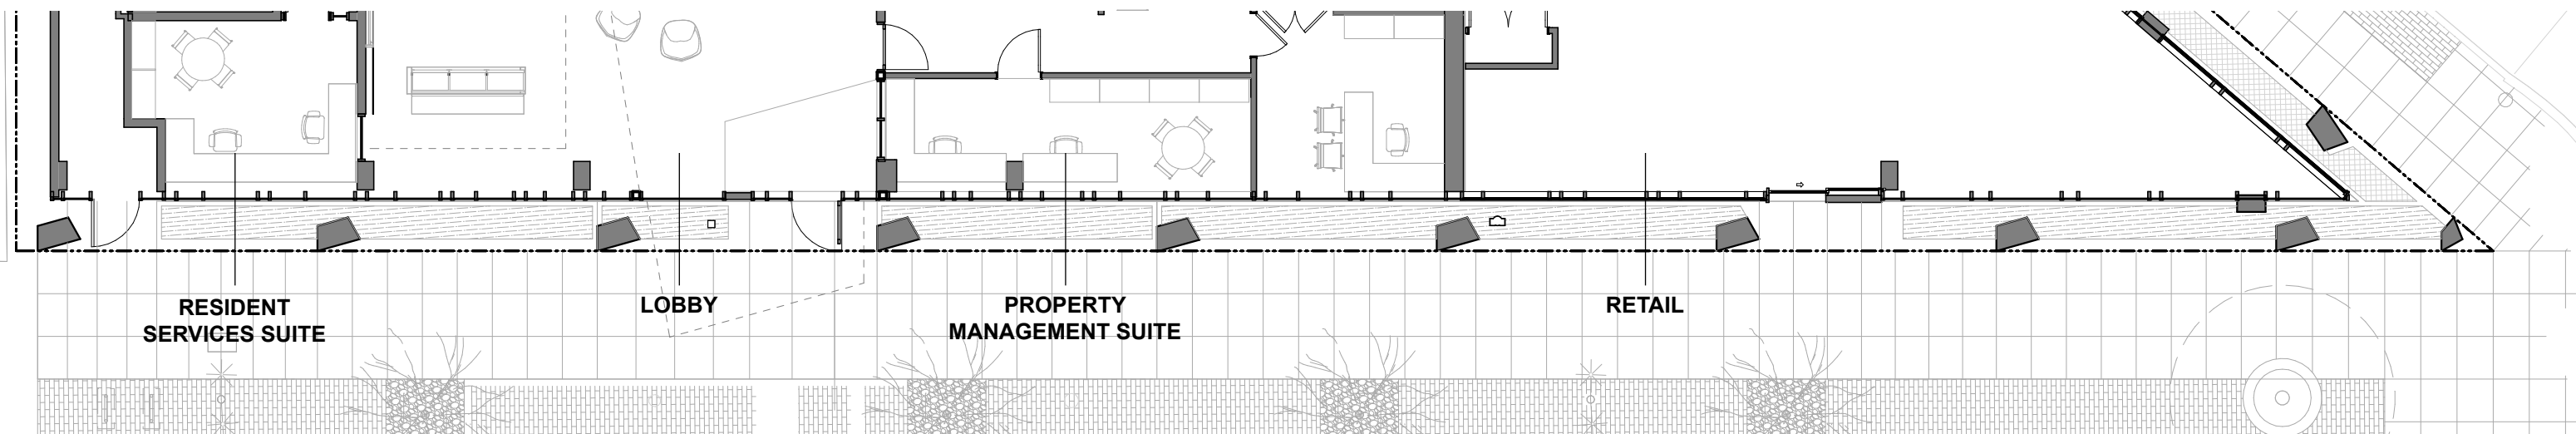 RESIDENT
SERVICES SUITE
LOBBY
PROPERTY
MANAGEMENT SUITE
RETAIL